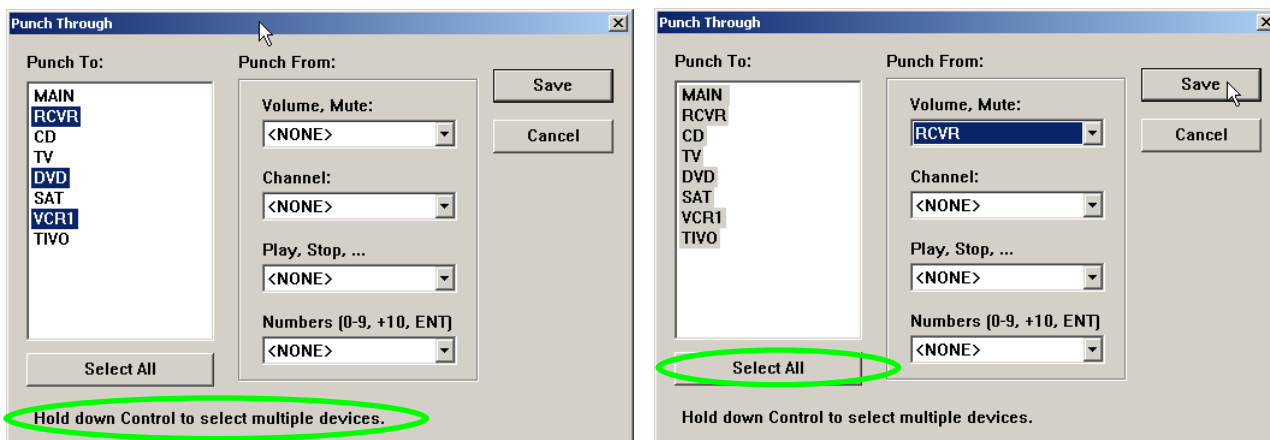 Punch Through
Punch To:
MAIN
RCVR
CD
TV
DVD
SAT
VCR1
TIVO
Select All
Hold down Control to select multiple devices.
Punch From:
Volume, Mute:
<NONE>
Channel:
<NONE>
Play, Stop, ...
<NONE>
Numbers (0-9, +10, ENT)
<NONE>
Save
Cancel
Punch Through
Punch To:
MAIN
RCVR
CD
TV
DVD
SAT
VCR1
TIVO
Select All
Hold down Control to select multiple devices.
Punch From:
Volume, Mute:
RCVR
Channel:
<NONE>
Play, Stop, ...
<NONE>
Numbers (0-9, +10, ENT)
<NONE>
Save
Cancel